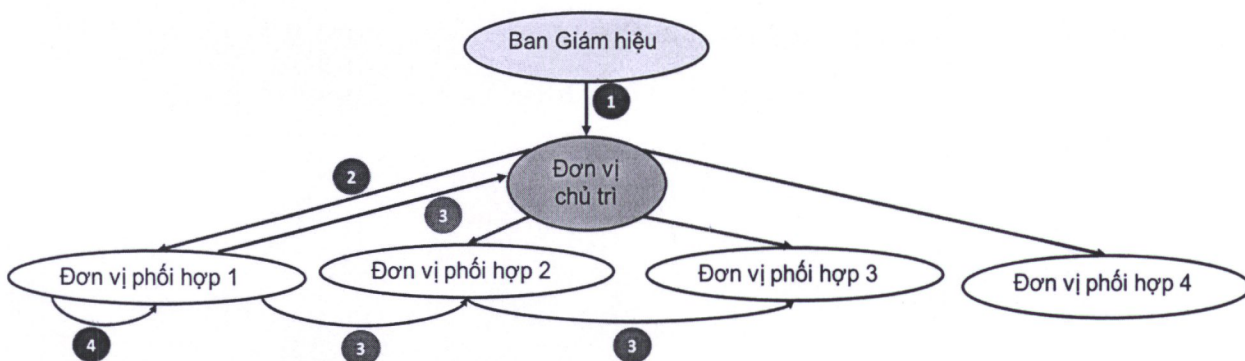 Ban Giám hiệu
1
Đơn vị
chủ trì
2
3
Đơn vị phối hợp 1
Đơn vị phối hợp 2
Đơn vị phối hợp 3
Đơn vị phối hợp 4
4
3
3